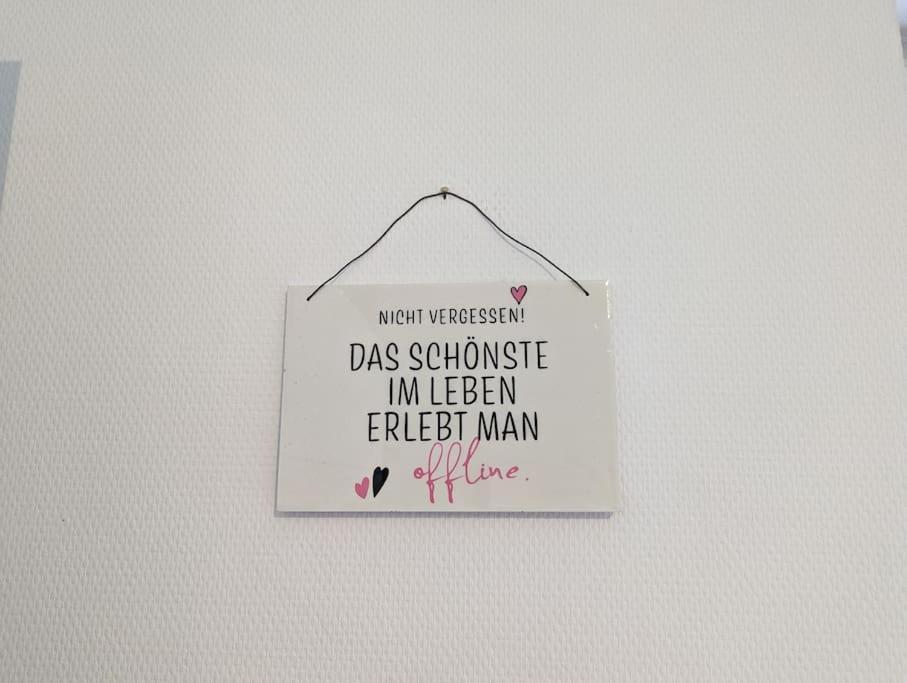 NICHT VERGESSEN!
DAS SCHÖNSTE
IM LEBEN
ERLEBT MAN
offline.